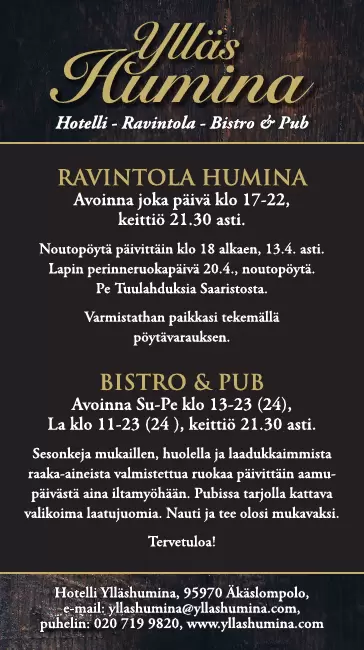 Ylläs
Humina
Hotelli - Ravintola - Bistro & Pub
RAVINTOLA HUMINA
Avoinna joka päivä klo 17-22,
keittiö 21.30 asti.
Noutopöytä päivittäin klo 18 alkaen, 13.4. asti.
Lapin perinneruokapäivä 20.4., noutopöytä.
Pe Tuulahduksia Saaristosta.
Varmistathan paikkasi tekemällä
pöytävarauksen.
BISTRO & PUB
Avoinna Su-Pe klo 13-23 (24),
La klo 11-23 (24 ), keittiö 21.30 asti.
Sesonkeja mukaillen, huolella ja laadukkaimmista
raaka-aineista valmistettua ruokaa päivittäin aamu-
päivästä aina iltamyöhään. Pubissa tarjolla kattava
valikoima laatujuomia. Nauti ja tee olosi mukavaksi.
Tervetuloa!
Hotelli Ylläshumina, 95970 Äkäslompolo,
e-mail: yllashumina@yllashumina.com,
puhelin: 020 719 9820, www.yllashumina.com